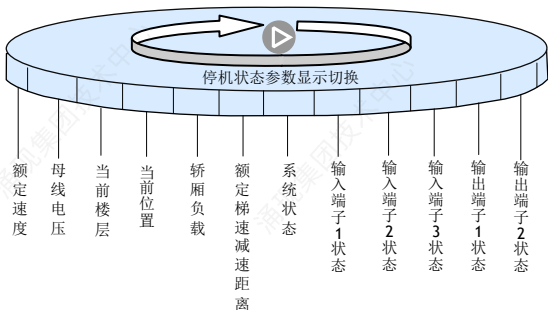 停机状态参数显示切换
额定速度
母线电压
当前楼层
当前位置
轿厢负载
额定梯速减速距离
系统状态
输入端子1状态
输入端子2状态
输入端子3状态
输出端子1状态
输出端子2状态